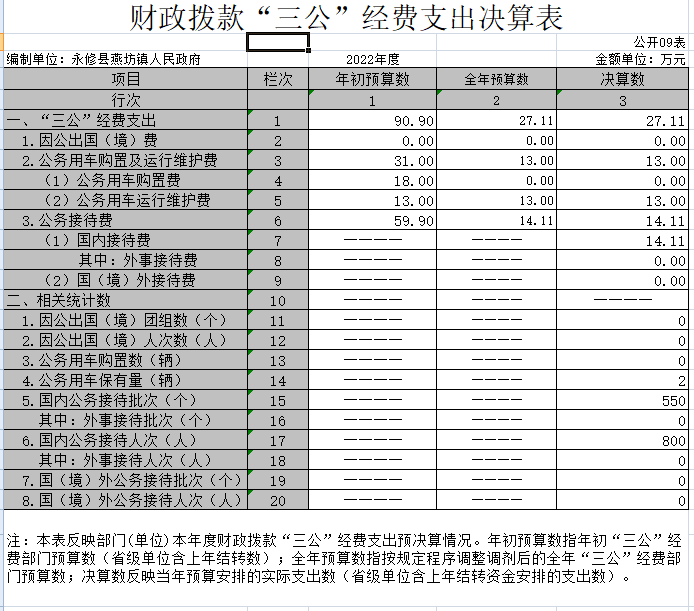 财政拨款“三公”经费支出决算表
公开09表
编制单位：永修县燕坊镇人民政府 2022年度 金额单位：万元
项目 栏次 年初预算数 全年预算数 决算数
行次 1 2 3
一、“三公”经费支出 1 90.90 27.11 27.11
1.因公出国（境）费 2 0.00 0.00 0.00
2.公务用车购置及运行维护费 3 31.00 13.00 13.00
（1）公务用车购置费 4 18.00 0.00 0.00
（2）公务用车运行维护费 5 13.00 13.00 13.00
3.公务接待费 6 59.90 14.11 14.11
（1）国内接待费 7 ———— ———— 14.11
其中：外事接待费 8 ———— ———— 0.00
（2）国（境）外接待费 9 ———— ———— 0.00
二、相关统计数 10 ———— ———— ————
1.因公出国（境）团组数（个） 11 ———— ———— 0
2.因公出国（境）人次数（人） 12 ———— ———— 0
3.公务用车购置数（辆） 13 ———— ———— 0
4.公务用车保有量（辆） 14 ———— ———— 2
5.国内公务接待批次（个） 15 ———— ———— 550
其中：外事接待批次（个） 16 ———— ———— 0
6.国内公务接待人次（人） 17 ———— ———— 800
其中：外事接待人次（人） 18 ———— ———— 0
7.国（境）外公务接待批次（个） 19 ———— ———— 0
8.国（境）外公务接待人次（人） 20 ———— ———— 0
注：本表反映部门(单位)本年度财政拨款“三公”经费支出预决算情况。年初预算数指年初“三公”经
费部门预算数（省级单位含上年结转数）；全年预算数指按规定程序调整调剂后的全年“三公”经费部
门预算数；决算数反映当年预算安排的实际支出数（省级单位含上年结转资金安排的支出数）。